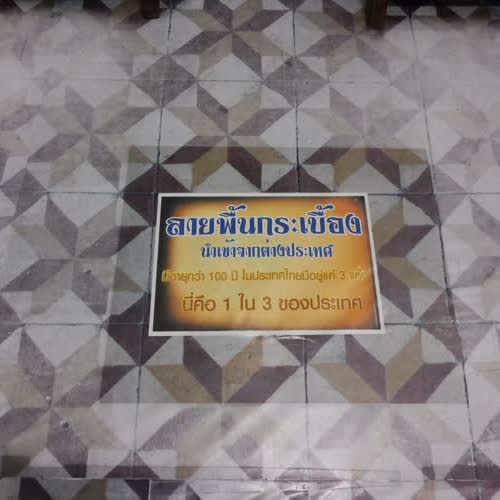 ลายพื้นกระเบื้อง
นำเข้าจากต่างประเทศ
มีอายุกว่า 100 ปี ในประเทศไทยมีอยู่แค่ 3 แห่ง
นี่คือ 1 ใน 3 ของประเทศ